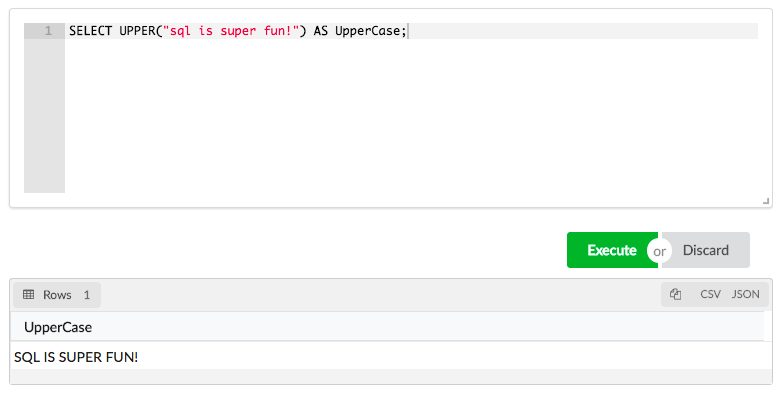 1 SELECT UPPER("sql is super fun!") AS UpperCase;
Execute or Discard
Rows 1 CSV JSON
UpperCase
SQL IS SUPER FUN!